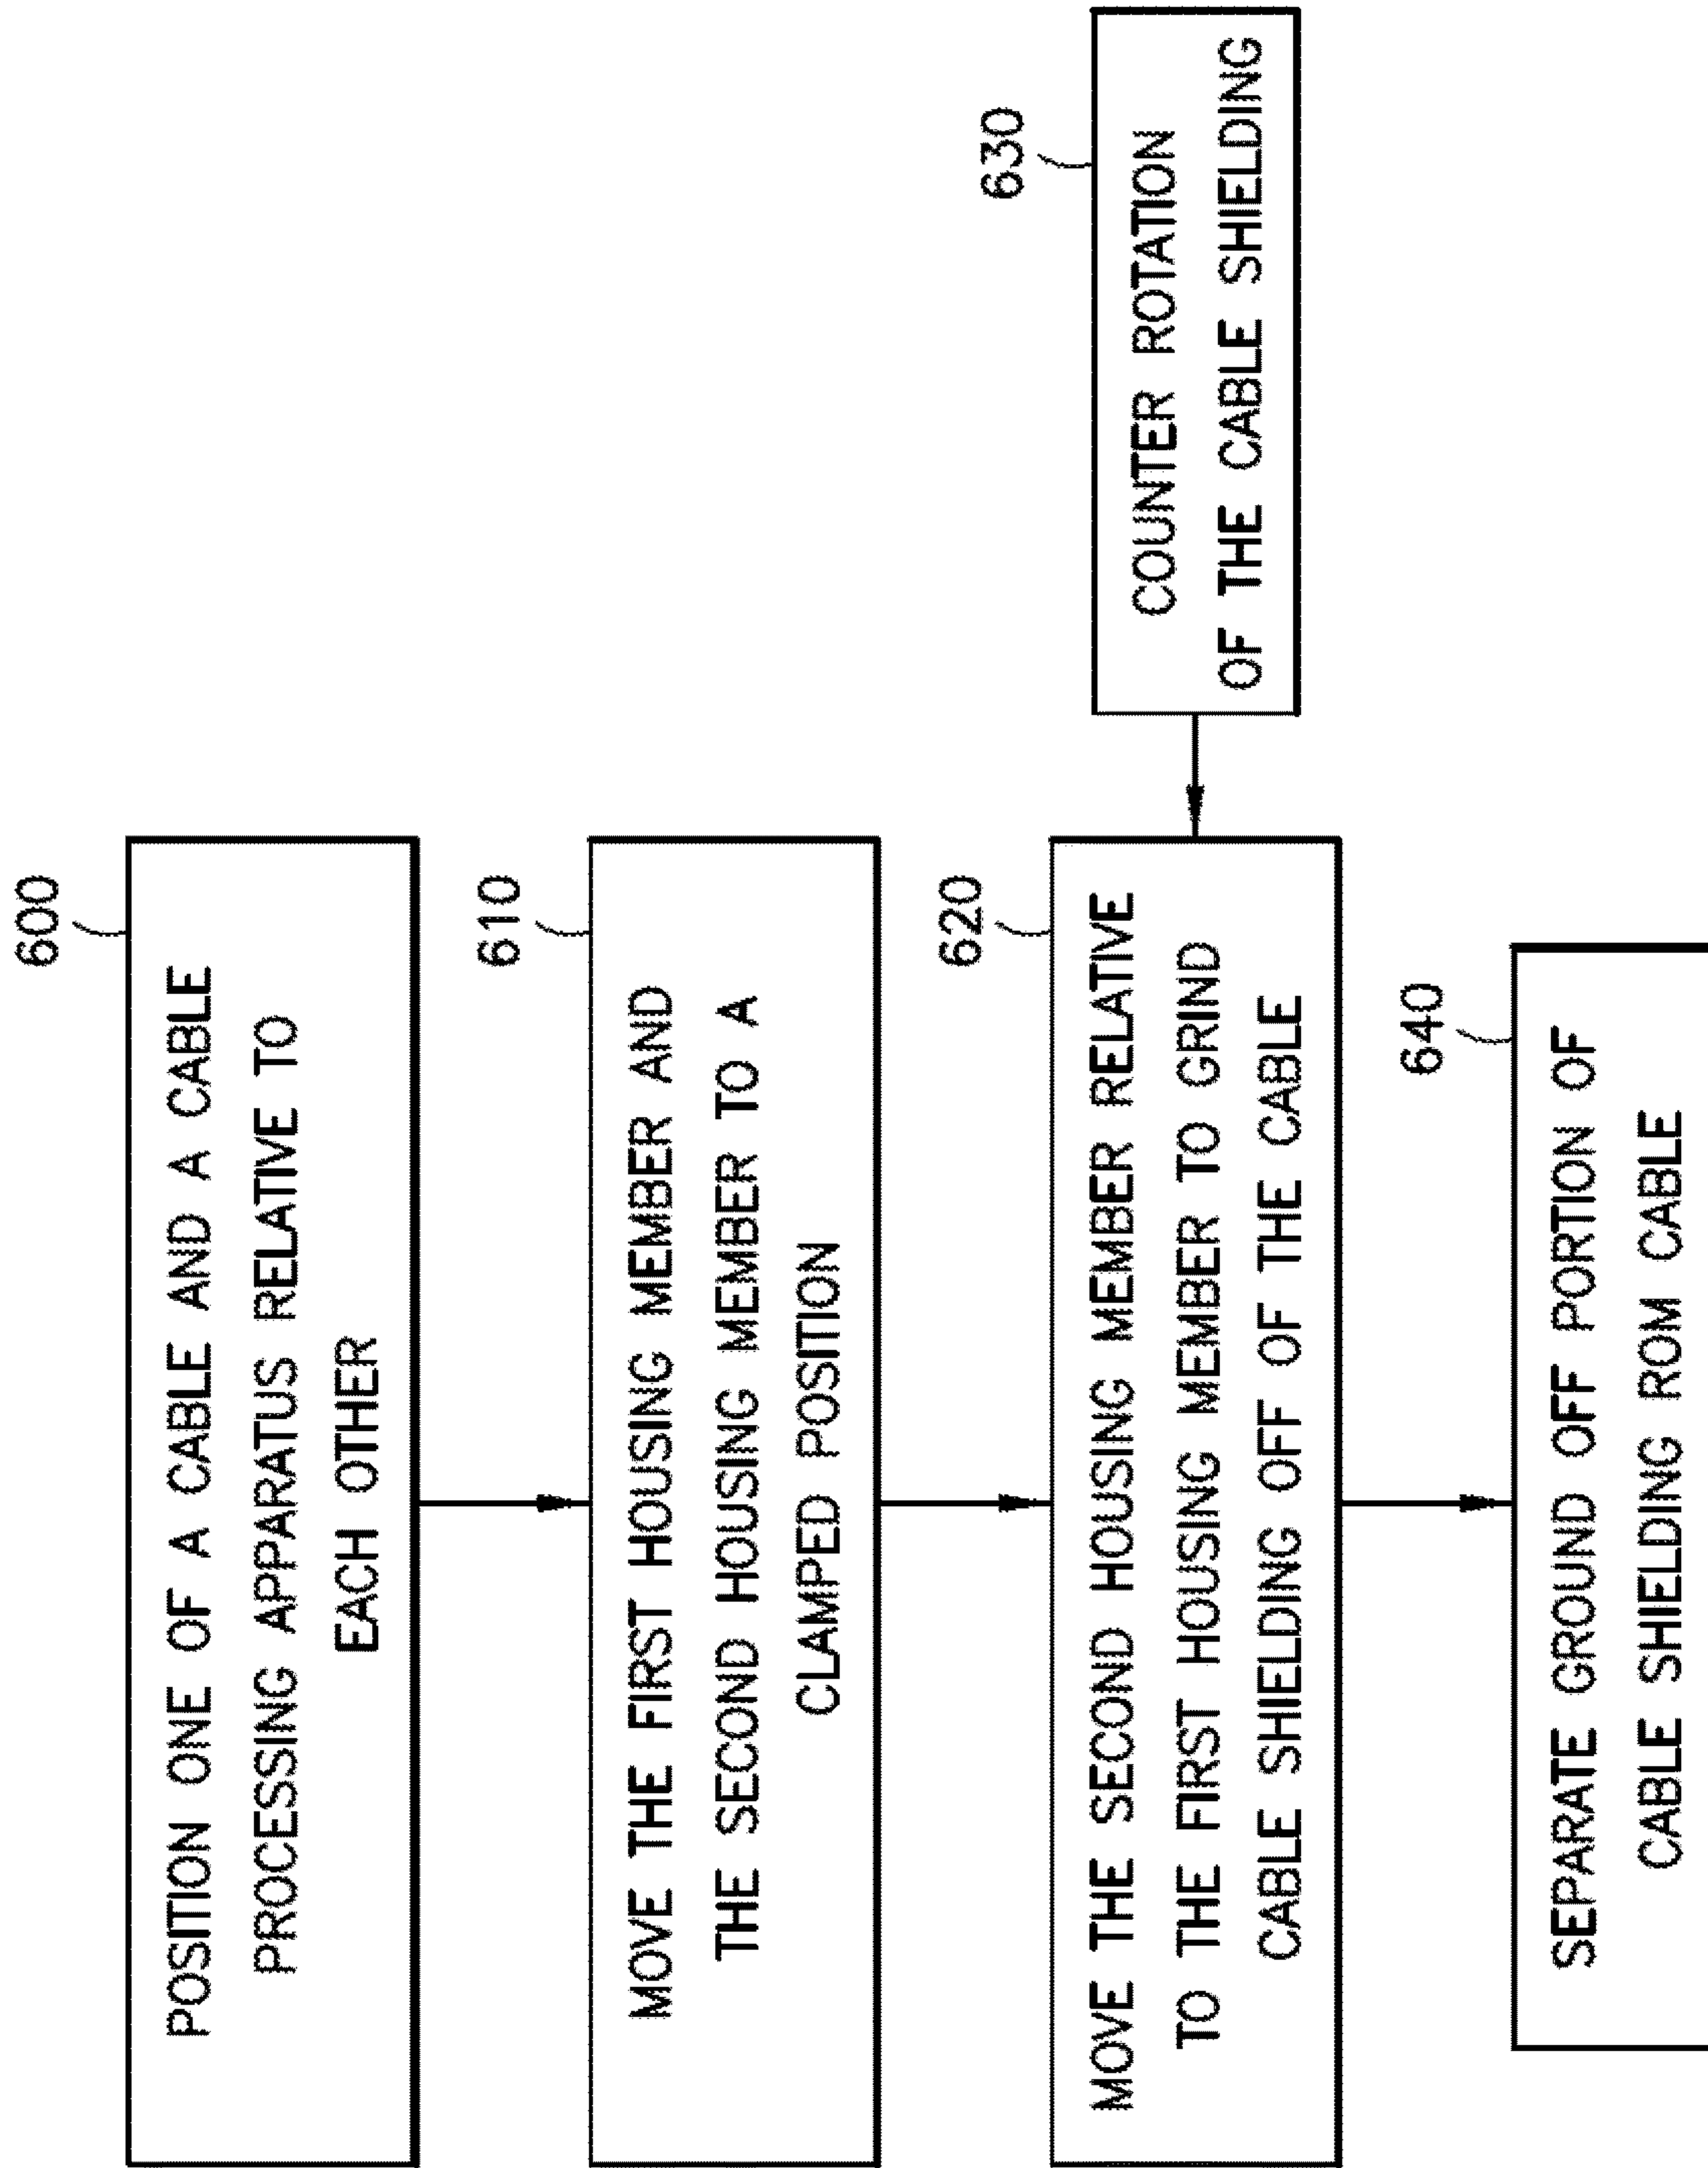 600
POSITION ONE OF A CABLE AND A CABLE
PROCESSING APPARATUS RELATIVE TO
EACH OTHER
610
MOVE THE FIRST HOUSING MEMBER AND
THE SECOND HOUSING MEMBER TO A
CLAMPED POSITION
620
MOVE THE SECOND HOUSING MEMBER RELATIVE
TO THE FIRST HOUSING MEMBER TO GRIND
CABLE SHIELDING OFF OF THE CABLE
630
COUNTER ROTATION
OF THE CABLE SHIELDING
640
SEPARATE GROUND OFF PORTION OF
CABLE SHIELDING ROM CABLE